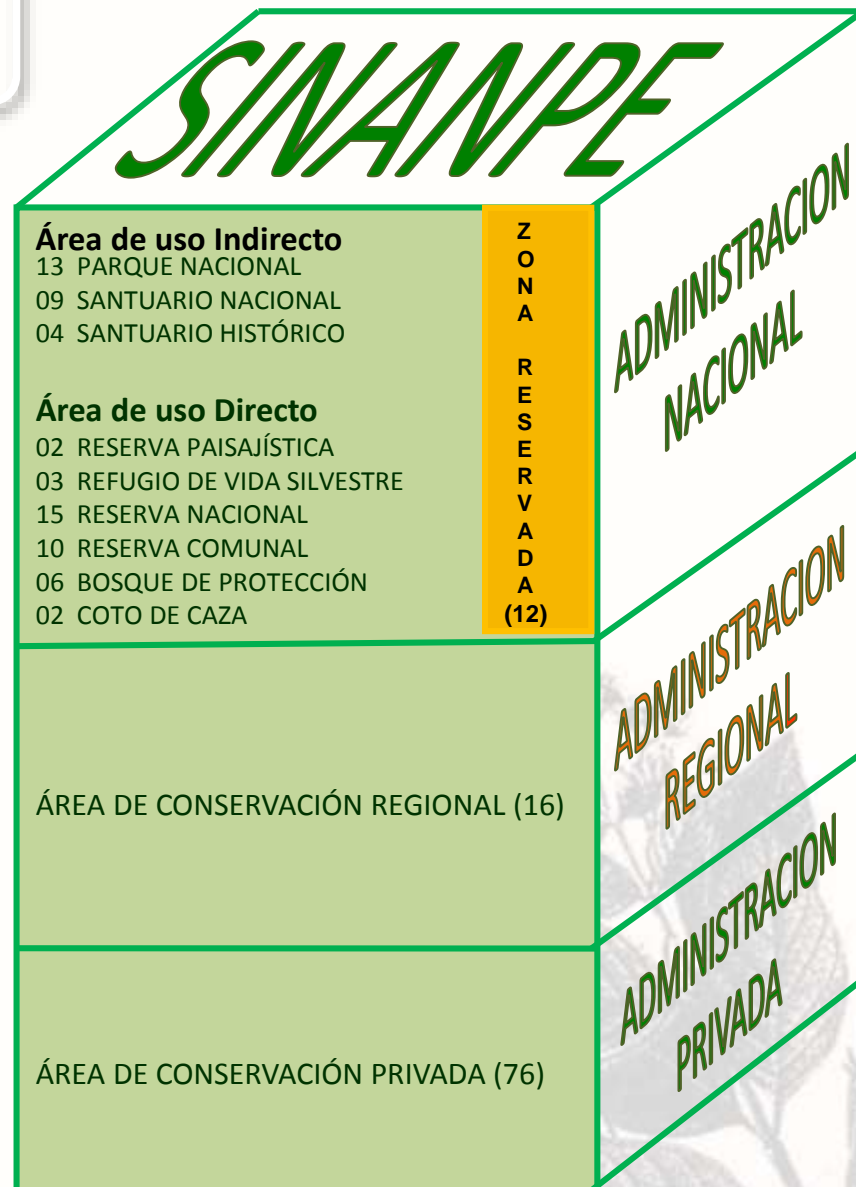 SINANPE
Área de uso Indirecto
13 PARQUE NACIONAL
09 SANTUARIO NACIONAL
04 SANTUARIO HISTÓRICO
Área de uso Directo
02 RESERVA PAISAJÍSTICA
03 REFUGIO DE VIDA SILVESTRE
15 RESERVA NACIONAL
10 RESERVA COMUNAL
06 BOSQUE DE PROTECCIÓN
02 COTO DE CAZA
ZONA RESERVADA (12)
ADMINISTRACION
NACIONAL
ÁREA DE CONSERVACIÓN REGIONAL (16)
ADMINISTRACION
REGIONAL
ÁREA DE CONSERVACIÓN PRIVADA (76)
ADMINISTRACION
PRIVADA